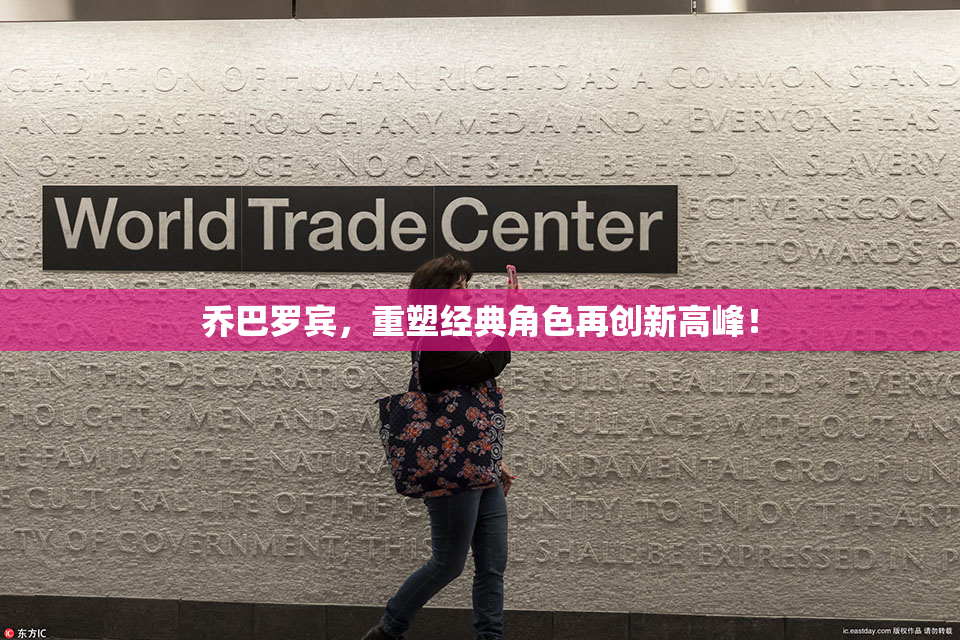 CLARATION OF HUMAN RIGHTS AS A COMMON STAND
AND IDEAS THROUGH ANY MEDIA AND EVERYONE HAS T
N OF THIS PLEDGE NO ONE SHALL BE HELD IN SLAVERY
World Trade Center
ECTIVE RECOGN
ACT TOWARDS O
乔巴罗宾，重塑经典角色再创新高峰！
IN THIS DECLARATION FULLY REALIZED EVERYO
THOUGHT MEN AND OF FULL AGE, WITHO
E FAMILY IS THE NATURA FUNDAMENTAL GROUP
E CULTURAL LIFE OF THE UNITY, TO ENJOY THE ART
TY OF GOVERNMENT; THIS SHALL BE EXPRESSED IN P
东方IC
ic.eastday.com 版权作品 请勿转载